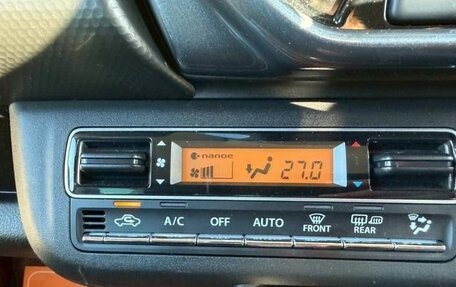 nanoe
27.0
A/C OFF AUTO FRONT REAR